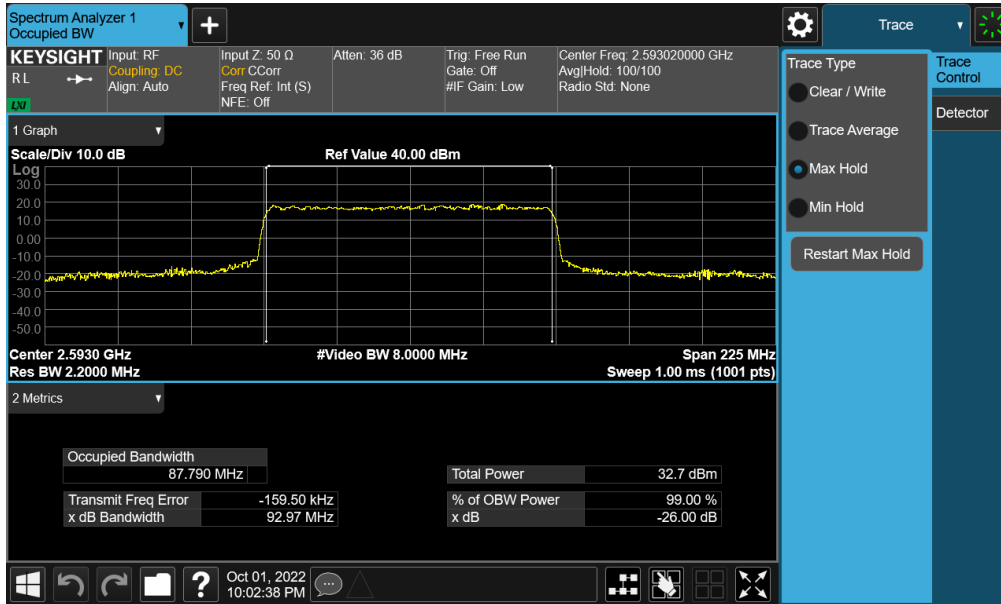 Spectrum Analyzer 1
Occupied BW
Trace
KEYSIGHT
R L
LXI
Input: RF
Coupling: DC
Align: Auto
Input Z: 50 Ω
Corr CCorr
Freq Ref: Int (S)
NFE: Off
Atten: 36 dB
Trig: Free Run
Gate: Off
#IF Gain: Low
Center Freq: 2.593020000 GHz
Avg|Hold: 100/100
Radio Std: None
Trace Type
Clear / Write
Trace Average
Max Hold
Min Hold
Restart Max Hold
Trace
Control
Detector
1 Graph
Scale/Div 10.0 dB
Ref Value 40.00 dBm
Log
30.0
20.0
10.0
0.00
-10.0
-20.0
-30.0
-40.0
-50.0
Center 2.5930 GHz
#Video BW 8.0000 MHz
Span 225 MHz
Res BW 2.2000 MHz
Sweep 1.00 ms (1001 pts)
2 Metrics
Occupied Bandwidth
87.790 MHz
Total Power 32.7 dBm
Transmit Freq Error -159.50 kHz
% of OBW Power 99.00 %
x dB Bandwidth 92.97 MHz
x dB -26.00 dB
?
Oct 01, 2022
10:02:38 PM